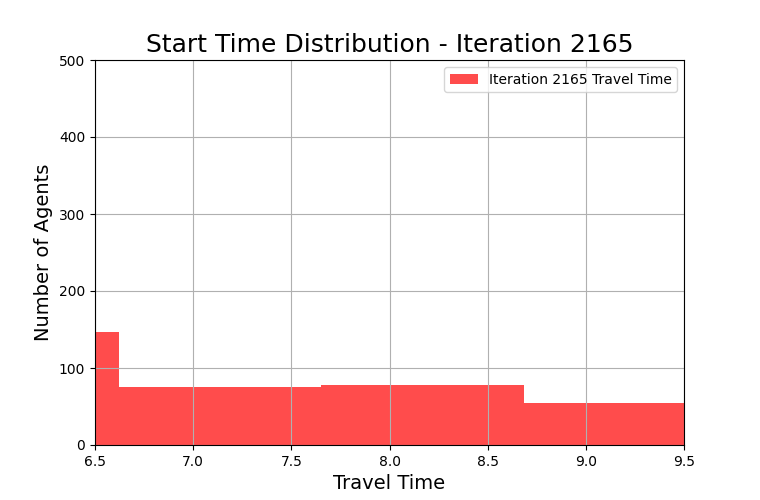 Start Time Distribution - Iteration 2165
500
400
300
200
100
0
Number of Agents
Iteration 2165 Travel Time
6.5 7.0 7.5 8.0 8.5 9.0 9.5
Travel Time